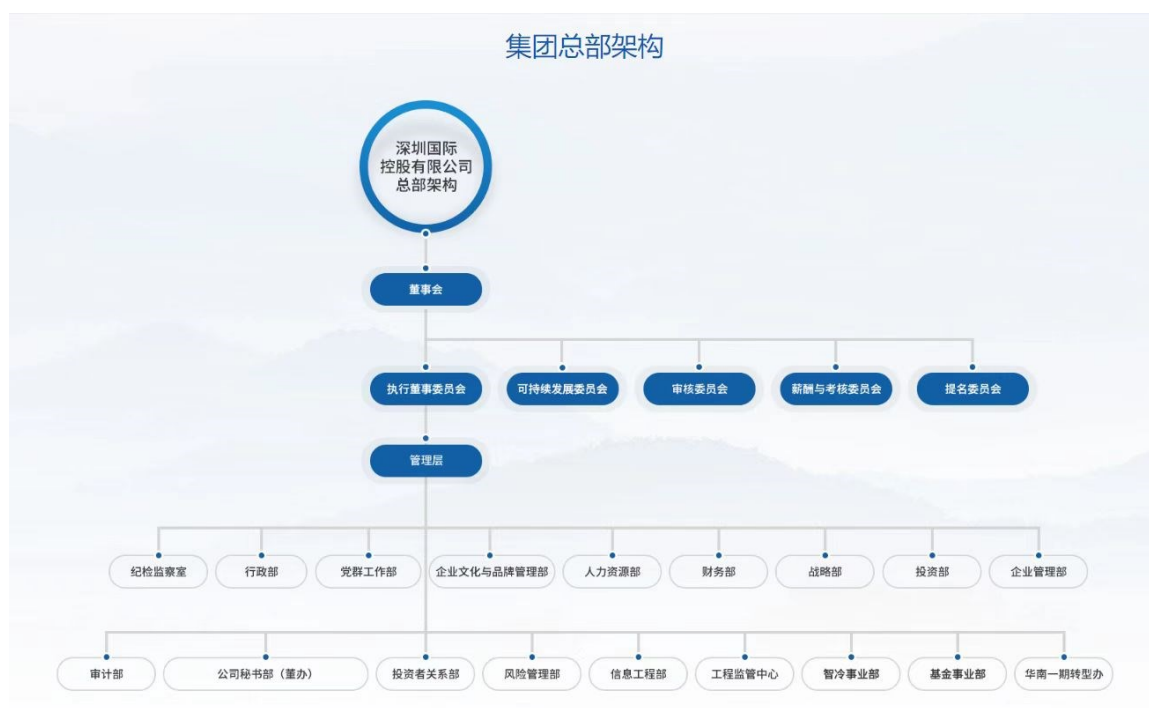 集团总部架构
深圳国际
控股有限公司
总部架构
董事会
执行董事委员会
可持续发展委员会
审核委员会
薪酬与考核委员会
提名委员会
管理层
纪检监察室
行政部
党群工作部
企业文化与品牌管理部
人力资源部
财务部
战略部
投资部
企业管理部
审计部
公司秘书部（董办）
投资者关系部
风险管理部
信息工程部
工程监管中心
智冷事业部
基金事业部
华南一期转型办